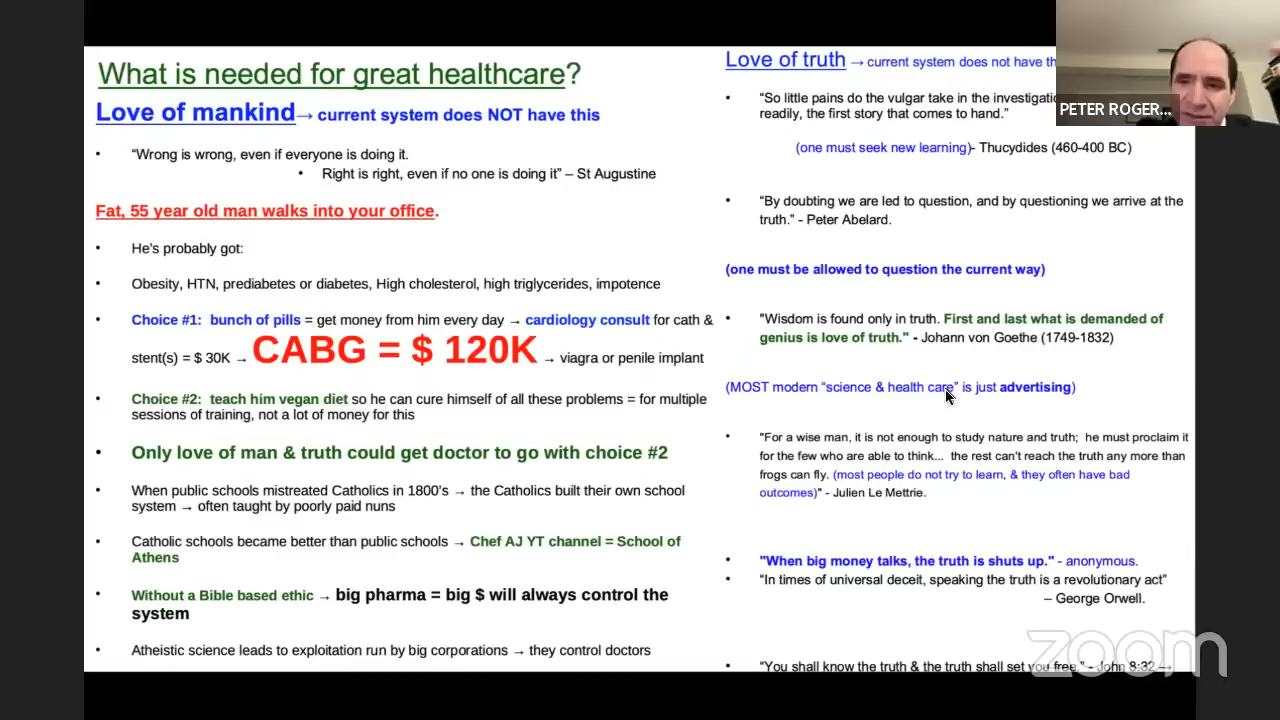 What is needed for great healthcare?
Love of mankind→ current system does NOT have this
• “Wrong is wrong, even if everyone is doing it.
• Right is right, even if no one is doing it” – St Augustine
Fat, 55 year old man walks into your office.
• He’s probably got:
• Obesity, HTN, prediabetes or diabetes, High cholesterol, high triglycerides, impotence
• Choice #1: bunch of pills = get money from him every day → cardiology consult for cath &
stent(s) = $ 30K → CABG = $ 120K → viagra or penile implant
• Choice #2: teach him vegan diet so he can cure himself of all these problems = for multiple
sessions of training, not a lot of money for this
• Only love of man & truth could get doctor to go with choice #2
• When public schools mistreated Catholics in 1800’s → the Catholics built their own school
system → often taught by poorly paid nuns
• Catholic schools became better than public schools → Chef AJ YT channel = School of
Athens
• Without a Bible based ethic → big pharma = big $ will always control the
system
• Atheistic science leads to exploitation run by big corporations → they control doctors
Love of truth → current system does not have
• “So little pains do the vulgar take in the
readily, the first story that comes to hand.”
(one must seek new learning)- Thucydides (460-400 BC)
• “By doubting we are led to question, and by questioning we arrive at the
truth.” - Peter Abelard.
(one must be allowed to question the current way)
• "Wisdom is found only in truth. First and last what is demanded of
genius is love of truth." - Johann von Goethe (1749-1832)
(MOST modern “science & health care” is just advertising)
• "For a wise man, it is not enough to study nature and truth; he must proclaim it
for the few who are able to think... the rest can’t reach the truth any more than
frogs can fly. (most people do not try to learn, & they often have bad
outcomes)" - Julien Le Mettrie.
• "When big money talks, the truth is shuts up." - anonymous.
• “In times of universal deceit, speaking the truth is a revolutionary act”
– George Orwell.
• “You shall know the truth & the truth shall set you free.” - John 8:32 →
PETER ROGER...
zoom